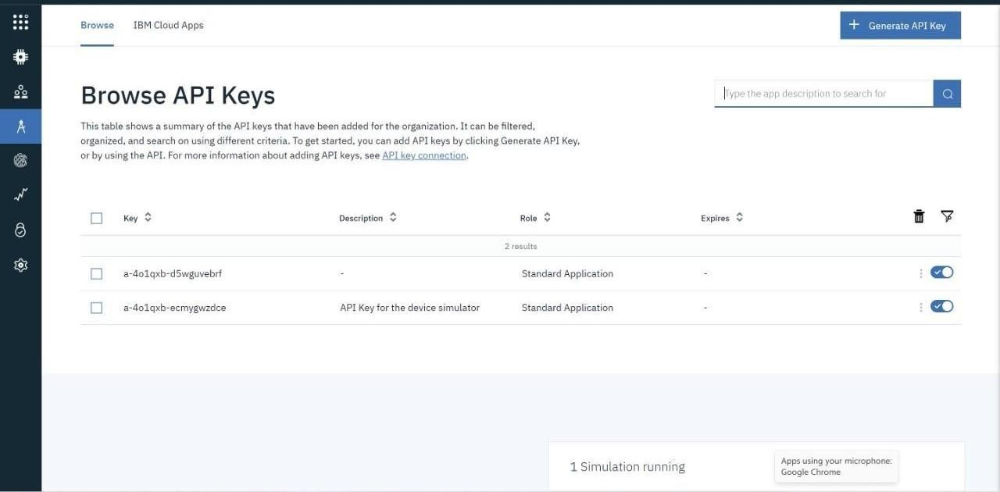 Browse
IBM Cloud Apps
Generate API Key
Browse API Keys
Type the app description to search for
This table shows a summary of the API keys that have been added for the organization. It can be filtered,
organized, and search on using different criteria. To get started, you can add API keys by clicking Generate API Key,
or by using the API. For more information about adding API keys, see API key connection.
Key Description Role Expires
2 results
a-4o1qxb-d5wguvebrf - Standard Application -
a-4o1qxb-ecmygwzdce API Key for the device simulator Standard Application -
1 Simulation running
Apps using your microphone:
Google Chrome